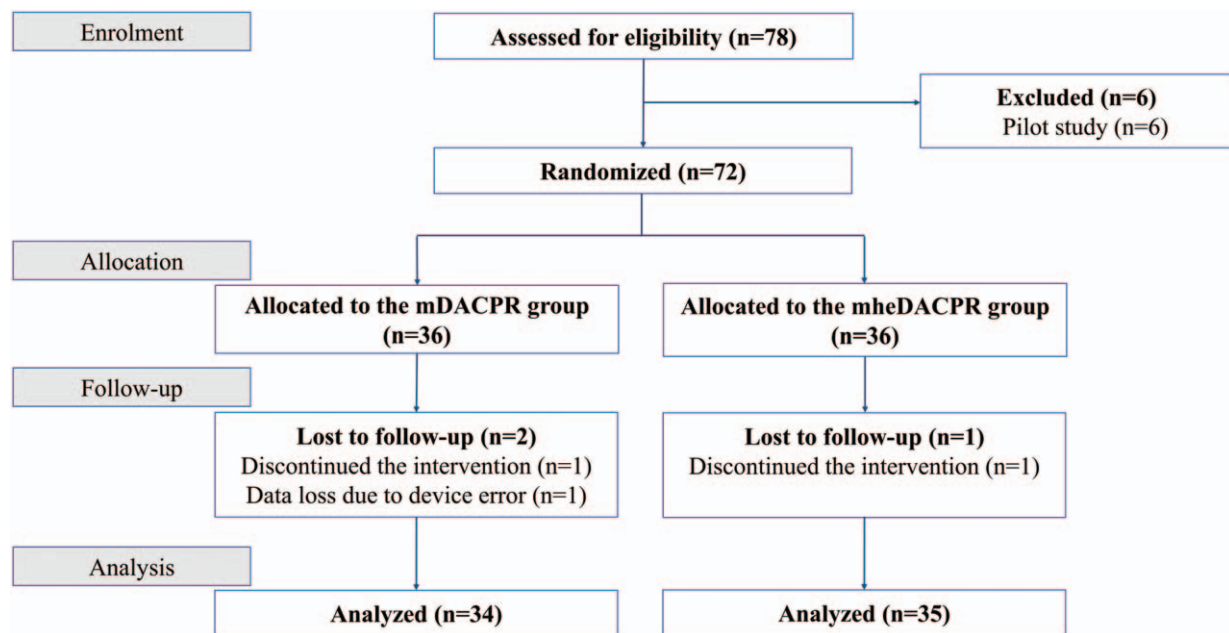 Enrolment
Assessed for eligibility (n=78)
Excluded (n=6)
Pilot study (n=6)
Randomized (n=72)
Allocation
Allocated to the mDACPR group
(n=36)
Allocated to the mheDACPR group
(n=36)
Follow-up
Lost to follow-up (n=2)
Discontinued the intervention (n=1)
Data loss due to device error (n=1)
Lost to follow-up (n=1)
Discontinued the intervention (n=1)
Analysis
Analyzed (n=34)
Analyzed (n=35)